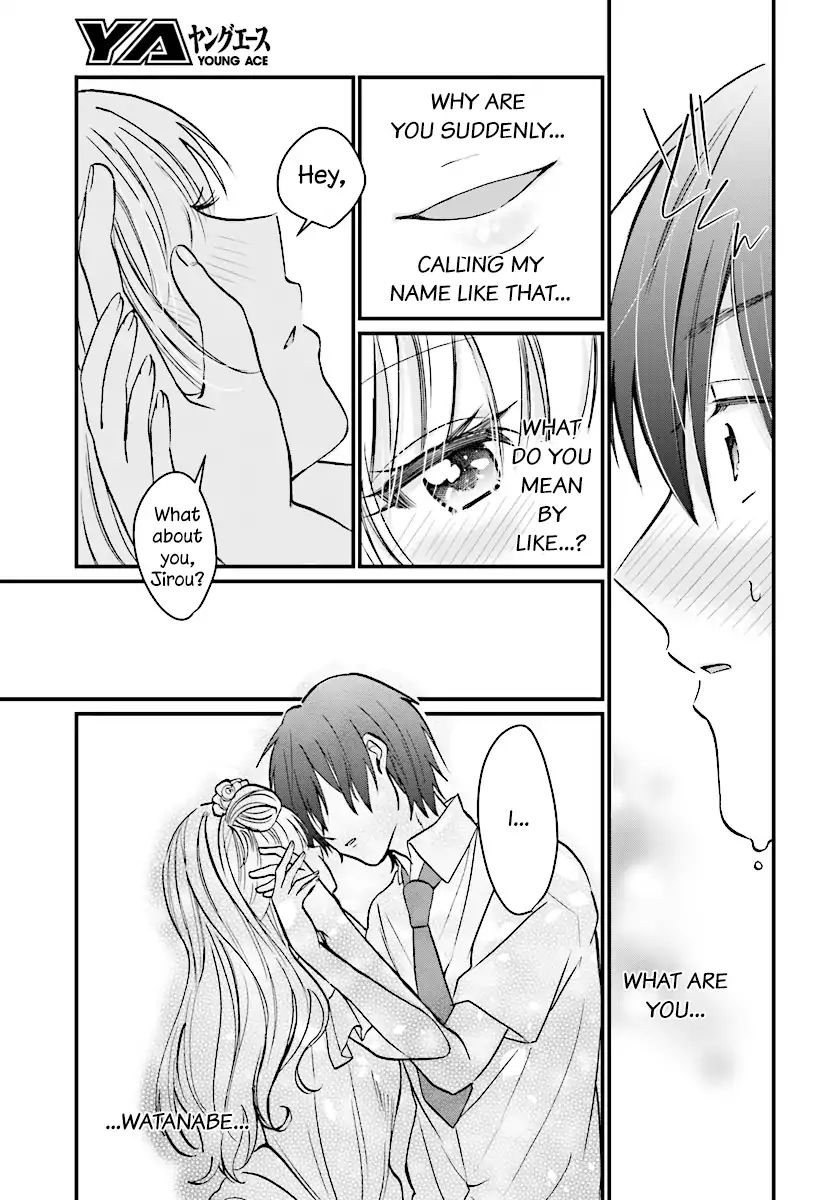 YA ヤングエース
YOUNG ACE
WHAT ARE
YOU...
...WATANABE...
WHY ARE
YOU SUDDENLY...
CALLING MY
NAME LIKE THAT...
WHAT
DO YOU
MEAN
BY
LIKE...?
Hey,
What
about
you,
Jirou?
I...